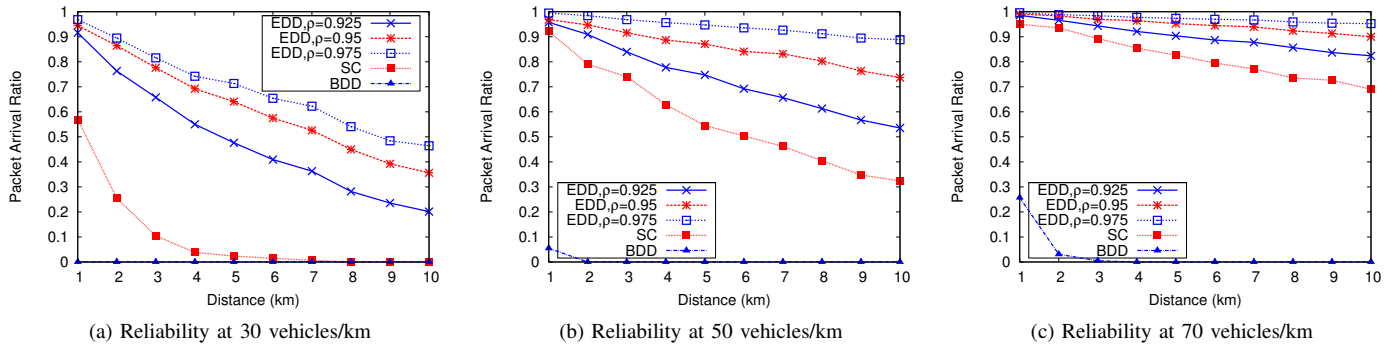 Packet Arrival Ratio
1
0.9
0.8
0.7
0.6
0.5
0.4
0.3
0.2
0.1
0
EDD,ρ=0.925
EDD,ρ=0.95
EDD,ρ=0.975
SC
BDD
1 2 3 4 5 6 7 8 9 10
Distance (km)
(a) Reliability at 30 vehicles/km
Packet Arrival Ratio
1
0.9
0.8
0.7
0.6
0.5
0.4
0.3
0.2
0.1
0
EDD,ρ=0.925
EDD,ρ=0.95
EDD,ρ=0.975
SC
BDD
1 2 3 4 5 6 7 8 9 10
Distance (km)
(b) Reliability at 50 vehicles/km
Packet Arrival Ratio
1
0.9
0.8
0.7
0.6
0.5
0.4
0.3
0.2
0.1
0
EDD,ρ=0.925
EDD,ρ=0.95
EDD,ρ=0.975
SC
BDD
1 2 3 4 5 6 7 8 9 10
Distance (km)
(c) Reliability at 70 vehicles/km